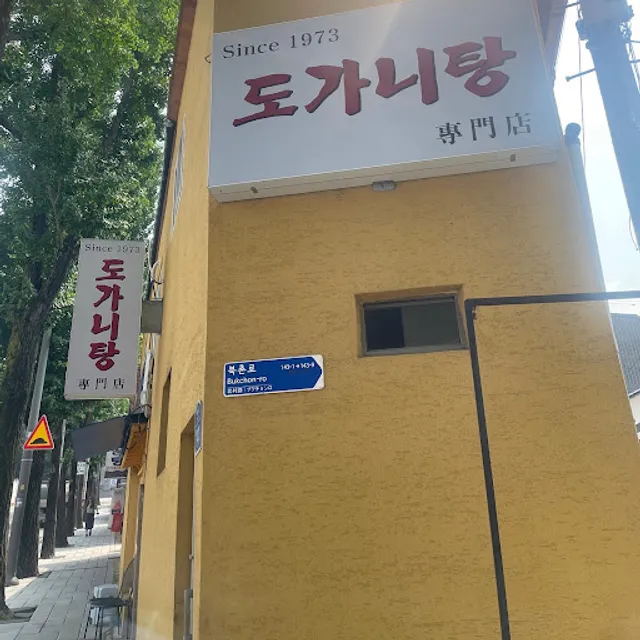 Since 1973
도가니탕
專門店
Since 1973
도가니탕
專門店
북촌로
Bukchon-ro